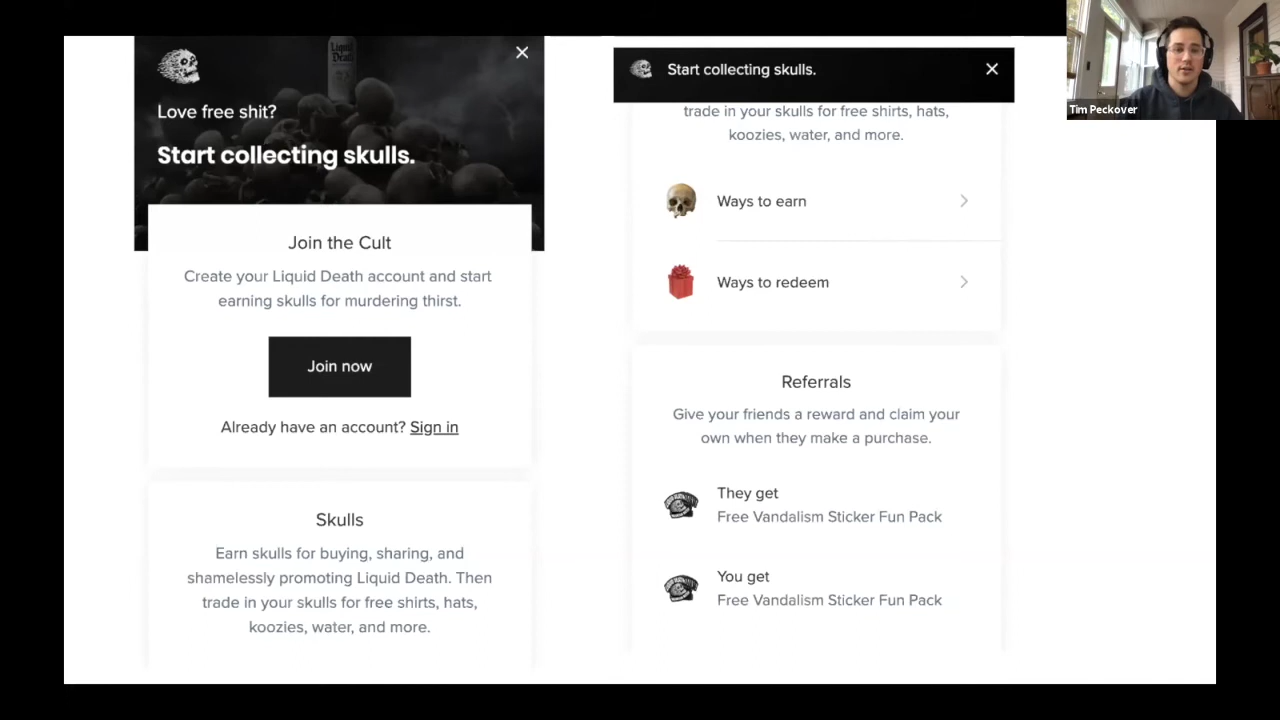 Liquid
Death
Love free shit?
Start collecting skulls.
Join the Cult
Create your Liquid Death account and start
earning skulls for murdering thirst.
Join now
Already have an account? Sign in
Skulls
Earn skulls for buying, sharing, and
shamelessly promoting Liquid Death. Then
trade in your skulls for free shirts, hats,
koozies, water, and more.
Start collecting skulls.
trade in your skulls for free shirts, hats,
koozies, water, and more.
Ways to earn
Ways to redeem
Referrals
Give your friends a reward and claim your
own when they make a purchase.
They get
Free Vandalism Sticker Fun Pack
You get
Free Vandalism Sticker Fun Pack
Tim Peckover